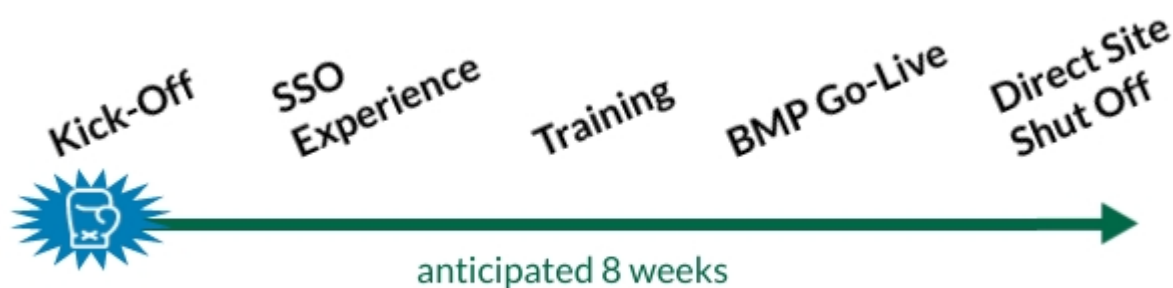 Kick-Off
SSO
Experience
Training
BMP Go-Live
Direct Site
Shut Off
anticipated 8 weeks